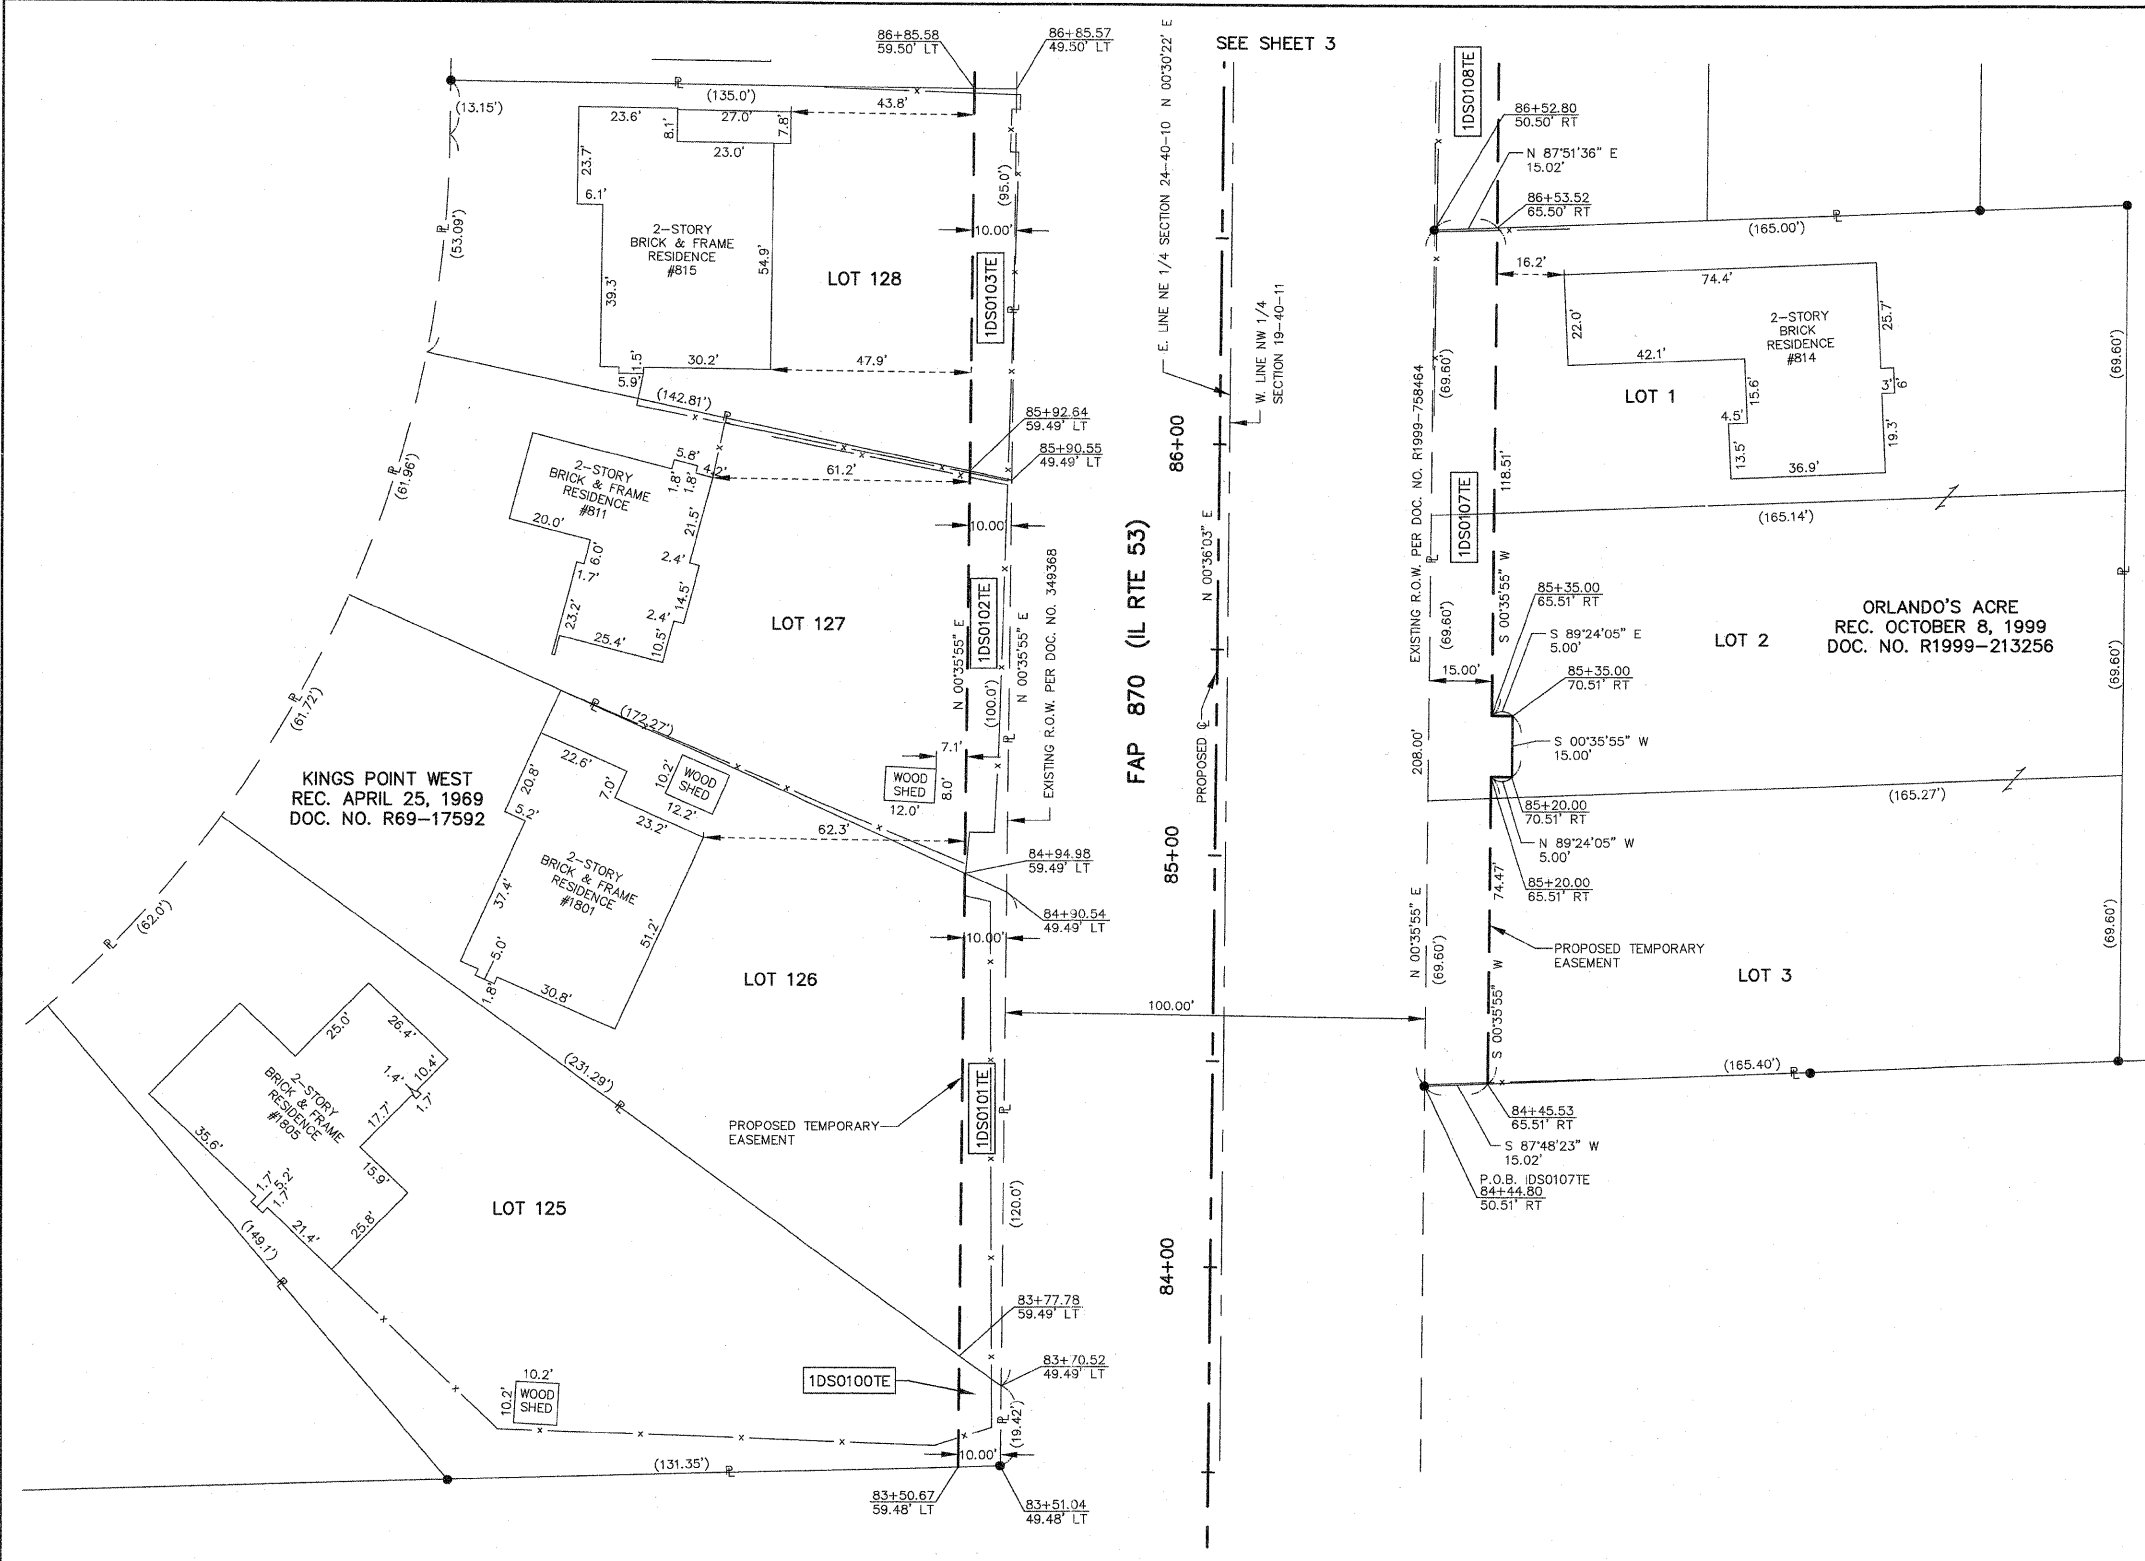 SEE SHEET 3
86+85.58
59.50' LT
86+85.57
49.50' LT
(135.0')
43.8'
(13.15')
23.6'
8.1'
27.0'
7.8'
23.0'
23.7'
6.1'
(53.09')
2-STORY
BRICK & FRAME
RESIDENCE
#815
54.9'
39.3'
LOT 128
(95.0')
10.00'
1DS0103TE
1.5'
30.2'
5.9'
47.9'
(142.81')
85+92.64
59.49' LT
85+90.55
49.49' LT
(61.96')
2-STORY
BRICK & FRAME
RESIDENCE
#811
5.8'
4.2'
1.8'
1.8'
61.2'
20.0'
6.0'
1.7'
21.5'
2.4'
14.5'
2.4'
23.2'
25.4'
10.5'
10.00'
LOT 127
1DS0102TE
N 00°35'55" E
N 00°35'55" E
(100.0')
EXISTING R.O.W. PER DOC. NO. 349368
(61.72')
(172.27')
KINGS POINT WEST
REC. APRIL 25, 1969
DOC. NO. R69-17592
22.6'
20.8'
7.0'
10.2'
WOOD
SHED
12.2'
5.2'
23.2'
7.1'
WOOD
SHED
8.0'
12.0'
62.3'
2-STORY
BRICK & FRAME
RESIDENCE
#1801
37.4'
51.2'
5.0'
1.8'
30.8'
84+94.98
59.49' LT
84+90.54
49.49' LT
10.00'
LOT 126
(62.0')
(231.29')
1DS0101TE
PROPOSED TEMPORARY
EASEMENT
(120.0')
25.0'
26.4'
10.4'
1.4'
1.7'
17.7'
2-STORY
BRICK & FRAME
RESIDENCE
#1805
35.6'
15.9'
1.7'
5.2'
1.7'
21.4'
25.8'
(149.1')
LOT 125
10.2'
10.2'
WOOD
SHED
83+77.78
59.49' LT
83+70.52
49.49' LT
1DS0100TE
(19.42')
10.00'
(131.35')
83+50.67
59.48' LT
83+51.04
49.48' LT
E. LINE NE 1/4 SECTION 24-40-10 N 00°30'22" E
W. LINE NW 1/4
SECTION 19-40-11
86+00
FAP 870 (IL RTE 53)
N 00°36'03" E
PROPOSED ℄
85+00
100.00'
84+00
1DS0108TE
86+52.80
50.50' RT
N 87°51'36" E
15.02'
86+53.52
65.50' RT
(165.00')
16.2'
74.4'
22.0'
2-STORY
BRICK
RESIDENCE
#814
25.7'
42.1'
3'
6'
15.6'
4.5'
13.5'
19.3'
36.9'
LOT 1
(69.60')
(69.60')
EXISTING R.O.W. PER DOC. NO. R1999-758464
118.51'
1DS0107TE
(165.14')
S 00°35'55" W
85+35.00
65.51' RT
S 89°24'05" E
5.00'
85+35.00
70.51' RT
(69.60')
15.00'
LOT 2
ORLANDO'S ACRE
REC. OCTOBER 8, 1999
DOC. NO. R1999-213256
(69.60')
S 00°35'55" W
15.00'
208.00'
(165.27')
85+20.00
70.51' RT
N 89°24'05" W
5.00'
85+20.00
65.51' RT
74.47'
N 00°35'55" E
(69.60')
PROPOSED TEMPORARY
EASEMENT
LOT 3
(69.60')
S 00°35'55" W
(165.40')
84+45.53
65.51' RT
S 87°48'23" W
15.02'
P.O.B. IDS0107TE
84+44.80
50.51' RT